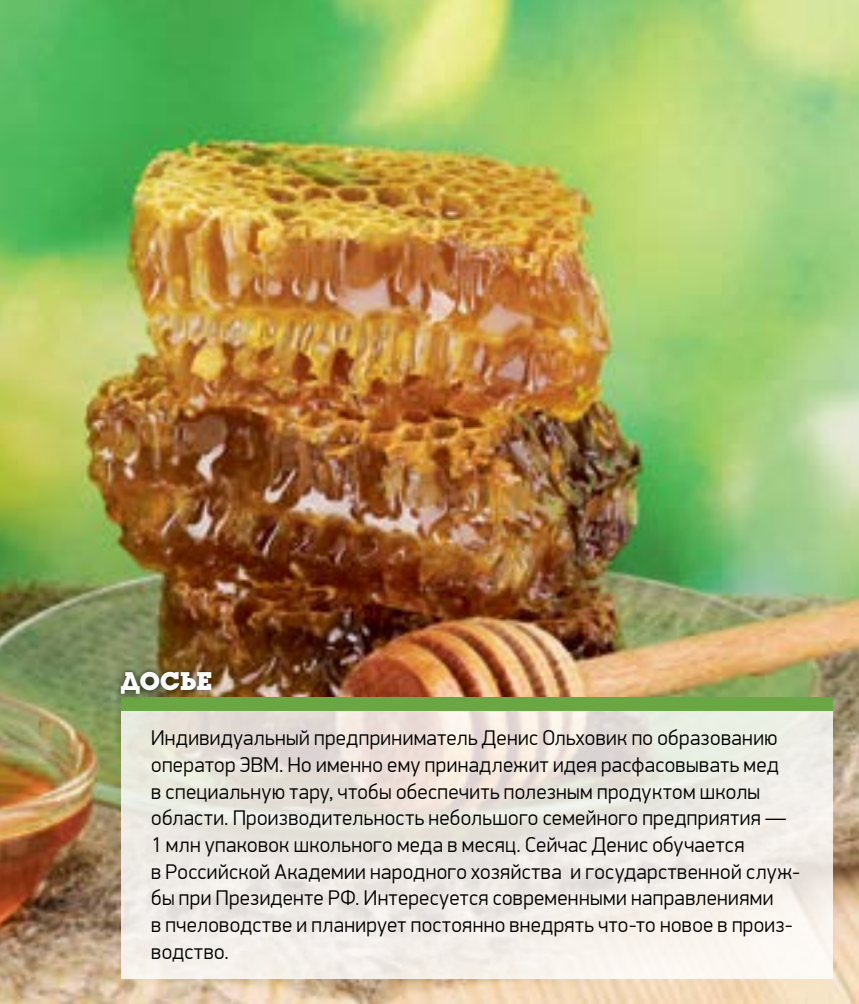 ДОСЬЕ
Индивидуальный предприниматель Денис Ольховик по образованию
оператор ЭВМ. Но именно ему принадлежит идея расфасовывать мед
в специальную тару, чтобы обеспечить полезным продуктом школы
области. Производительность небольшого семейного предприятия —
1 млн упаковок школьного меда в месяц. Сейчас Денис обучается
в Российской Академии народного хозяйства и государственной служ-
бы при Президенте РФ. Интересуется современными направлениями
в пчеловодстве и планирует постоянно внедрять что-то новое в произ-
водство.